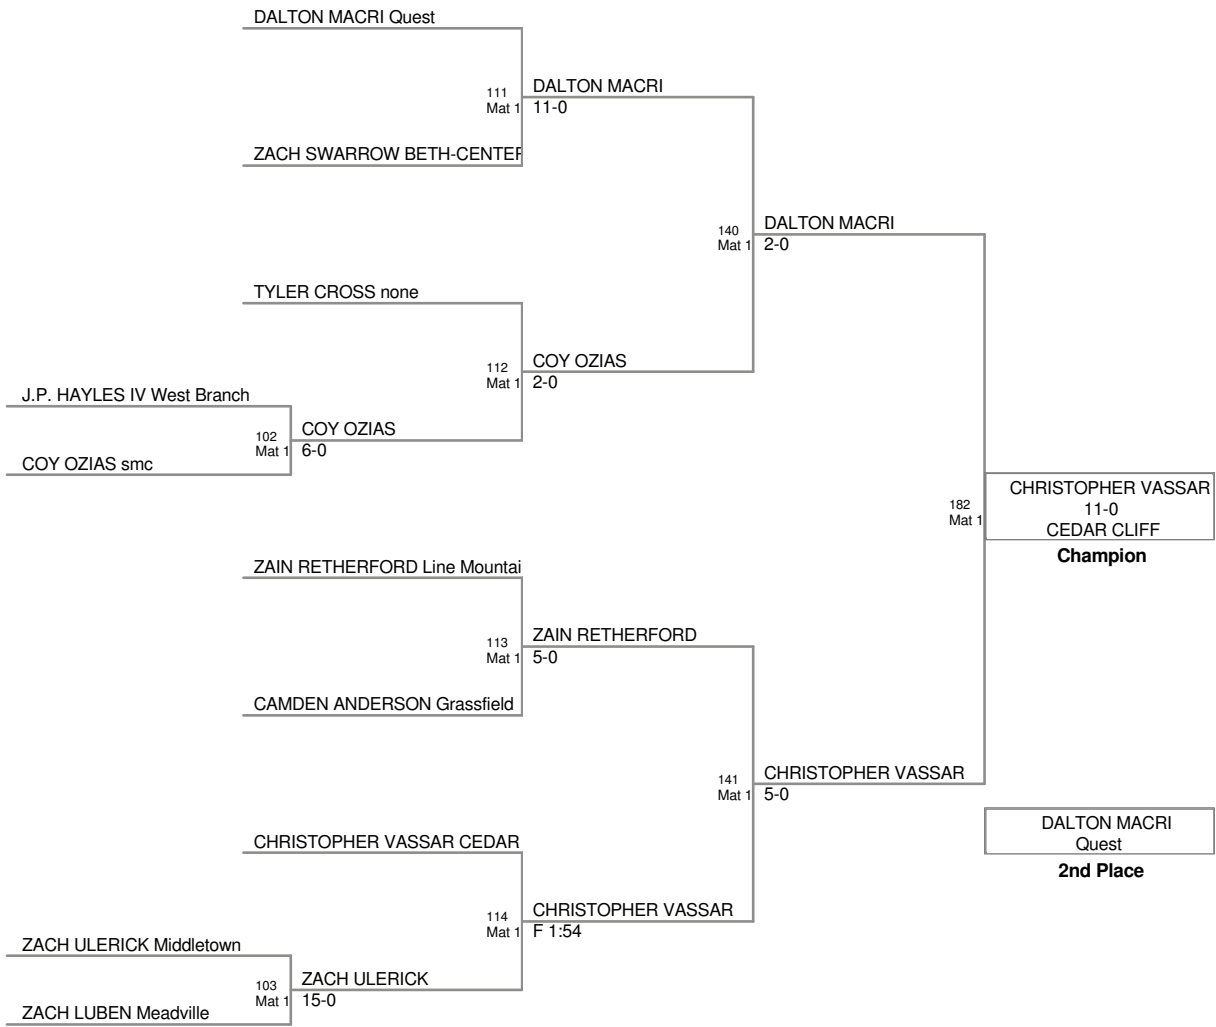 DALTON MACRI Quest
111
Mat 1
DALTON MACRI
11-0
ZACH SWARROW BETH-CENTER
140
Mat 1
DALTON MACRI
2-0
TYLER CROSS none
112
Mat 1
COY OZIAS
2-0
J.P. HAYLES IV West Branch
102
Mat 1
COY OZIAS
6-0
COY OZIAS smc
182
Mat 1
CHRISTOPHER VASSAR
11-0
CEDAR CLIFF
Champion
ZAIN RETHERFORD Line Mountai
113
Mat 1
ZAIN RETHERFORD
5-0
CAMDEN ANDERSON Grassfield
141
Mat 1
CHRISTOPHER VASSAR
5-0
DALTON MACRI
Quest
2nd Place
CHRISTOPHER VASSAR CEDAR
114
Mat 1
CHRISTOPHER VASSAR
F 1:54
ZACH ULERICK Middletown
103
Mat 1
ZACH ULERICK
15-0
ZACH LUBEN Meadville